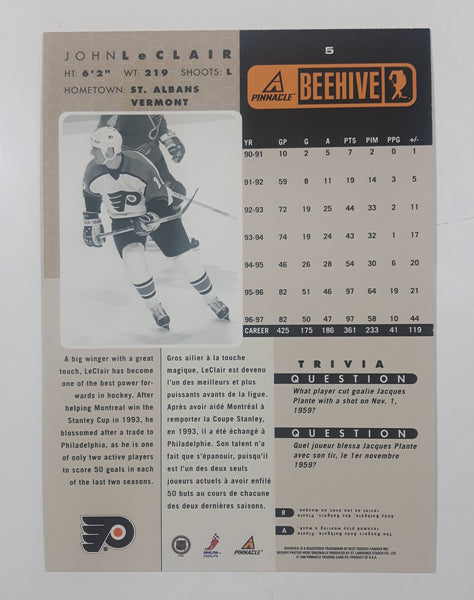 JOHN LeCLAIR
HT: 6'2" WT: 219 SHOOTS: L
HOMETOWN: ST. ALBANS
VERMONT
5
PINNACLE
BEEHIVE
YR GP G A PTS PIM PPG +/-
90-91 10 2 5 7 2 0 1
91-92 59 8 11 19 14 3 5
92-93 72 19 25 44 33 2 11
93-94 74 19 24 43 32 1 17
94-95 46 26 28 54 30 6 20
95-96 82 51 46 97 64 19 21
96-97 82 50 47 97 58 10 44
CAREER 425 175 186 361 233 41 119
A big winger with a great
touch, LeClair has become
one of the best power for-
wards in hockey. After
helping Montreal win the
Stanley Cup in 1993, he
blossomed after a trade to
Philadelphia, as he is one
of only two active players
to score 50 goals in each
of the last two seasons.
Gros ailier à la touche
magique, LeClair est devenu
l'un des meilleurs et plus
puissants avants de la ligue.
Après avoir aidé Montréal à
remporter la Coupe Stanley,
en 1993, il a été échangé à
Philadelphie. Son talent n'a
fait que s'épanouir, puisqu'il
est l'un des deux seuls
joueurs actuels à avoir enfilé
50 buts au cours de chacune
des deux dernières saisons.
TRIVIA
QUESTION
What player cut goalie Jacques
Plante with a shot on Nov. 1,
1959?
QUESTION
Quel joueur blessa Jacques Plante
avec son tir, le 1er novembre
1959?
R
A
PINNACLE